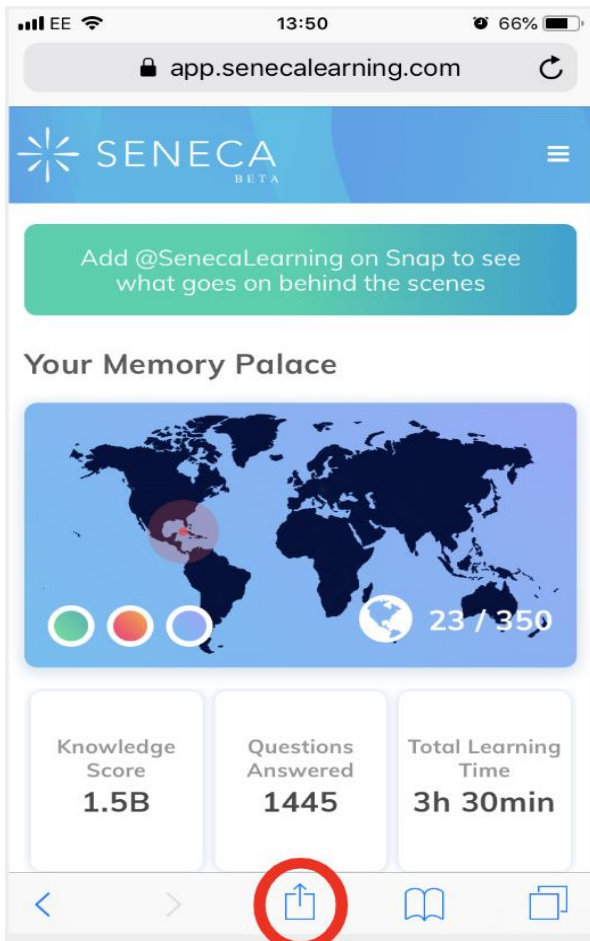 EE 13:50 66%
app.senecalearning.com
SENECA
BETA
Add @SenecaLearning on Snap to see
what goes on behind the scenes
Your Memory Palace
23 / 350
Knowledge
Score
1.5B
Questions
Answered
1445
Total Learning
Time
3h 30min